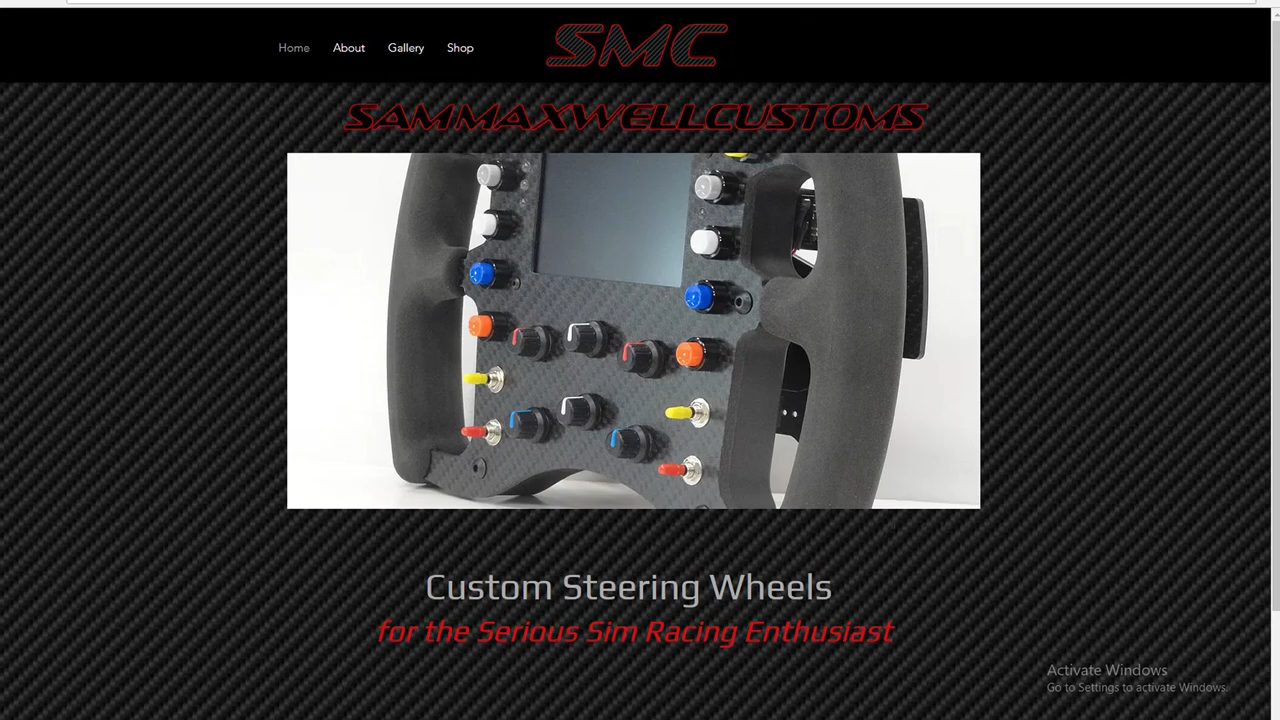 Home About Gallery Shop
SMC
SAMMAXWELLCUSTOMS
Custom Steering Wheels
for the Serious Sim Racing Enthusiast
Activate Windows
Go to Settings to activate Windows.